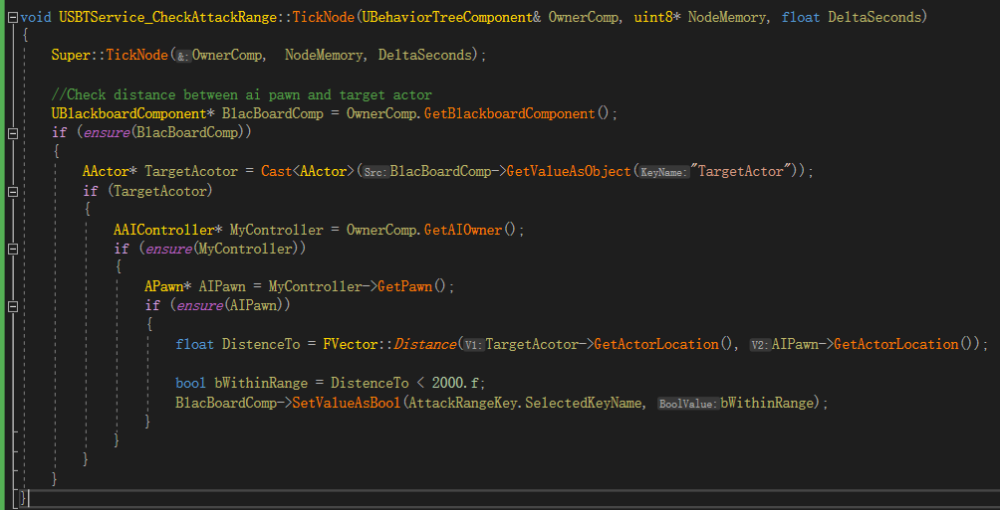 void USBTService_CheckAttackRange::TickNode(UBehaviorTreeComponent& OwnerComp, uint8* NodeMemory, float DeltaSeconds)
{
Super::TickNode(&:OwnerComp, NodeMemory, DeltaSeconds);
//Check distance between ai pawn and target actor
UBlackboardComponent* BlacBoardComp = OwnerComp.GetBlackboardComponent();
if (ensure(BlacBoardComp))
{
AActor* TargetAcotor = Cast<AActor>(Src:BlacBoardComp->GetValueAsObject(KeyName:"TargetActor"));
if (TargetAcotor)
{
AAIController* MyController = OwnerComp.GetAIOwner();
if (ensure(MyController))
{
APawn* AIPawn = MyController->GetPawn();
if (ensure(AIPawn))
{
float DistenceTo = FVector::Distance(V1:TargetAcotor->GetActorLocation(), V2:AIPawn->GetActorLocation());
bool bWithinRange = DistenceTo < 2000.f;
BlacBoardComp->SetValueAsBool(AttackRangeKey.SelectedKeyName, BoolValue:bWithinRange);
}
}
}
}
}